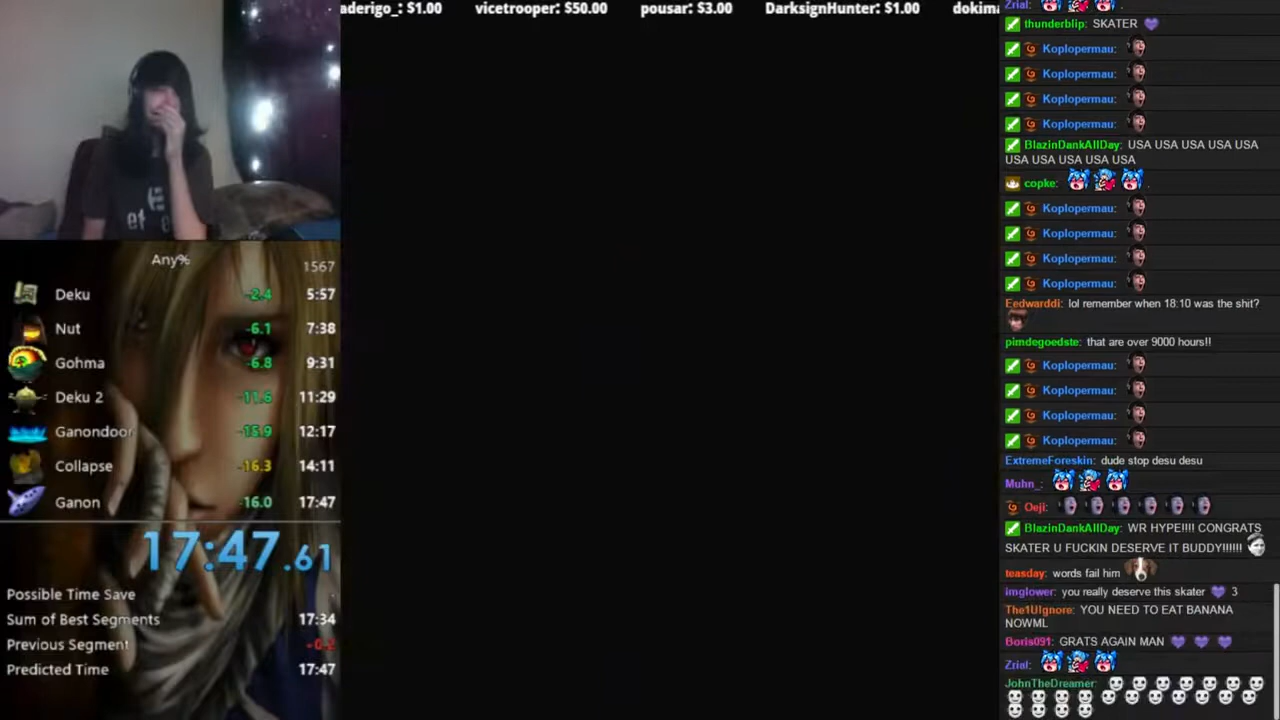 aderigo_: $1.00 vicetrooper: $50.00 pousar: $3.00 DarksignHunter: $1.00 dokima
et
Any% 1567
Deku -2.4 5:57
Nut -6.1 7:38
Gohma -6.8 9:31
Deku 2 -11.6 11:29
Ganondoor -15.9 12:17
Collapse -16.3 14:11
Ganon -16.0 17:47
17:47.61
Possible Time Save
Sum of Best Segments 17:34
Previous Segment
Predicted Time 17:47
Zrial:
thunderblip: SKATER
Koplopermau:
Koplopermau:
Koplopermau:
Koplopermau:
BlazinDankAllDay: USA USA USA USA USA
USA USA USA USA USA
copke: .
Koplopermau:
Koplopermau:
Koplopermau:
Koplopermau:
Eedwarddi: lol remember when 18:10 was the shit?
pimdegoedste: that are over 9000 hours!!
Koplopermau:
Koplopermau:
Koplopermau:
Koplopermau:
ExtremeForeskin: dude stop desu desu
Muhn_:
Oeji:
BlazinDankAllDay: WR HYPE!!!! CONGRATS
SKATER U FUCKIN DESERVE IT BUDDY!!!!!!
teasday: words fail him
imglower: you really deserve this skater 3
The1UIgnore: YOU NEED TO EAT BANANA
NOWML
Boris091: GRATS AGAIN MAN
Zrial:
JohnTheDreamer: